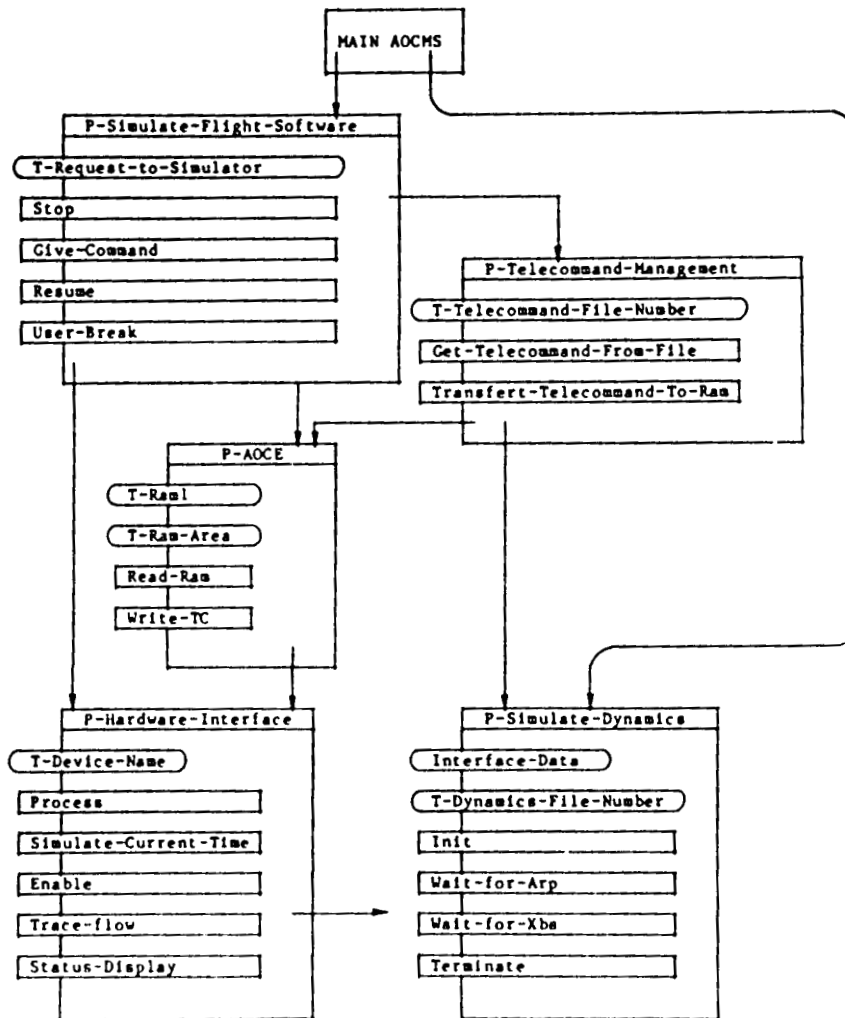 MAIN AOCMS
P-Simulate-Flight-Software
T-Request-to-Simulator
Stop
Give-Command
Resume
User-Break
P-Telecommand-Management
T-Telecommand-File-Number
Get-Telecommand-From-File
Transfert-Telecommand-To-Ram
P-AOCE
T-Raml
T-Ram-Area
Read-Ram
Write-TC
P-Hardware-Interface
T-Device-Name
Process
Simulate-Current-Time
Enable
Trace-flow
Status-Display
P-Simulate-Dynamics
Interface-Data
T-Dynamics-File-Number
Init
Wait-for-Arp
Wait-for-Xbs
Terminate